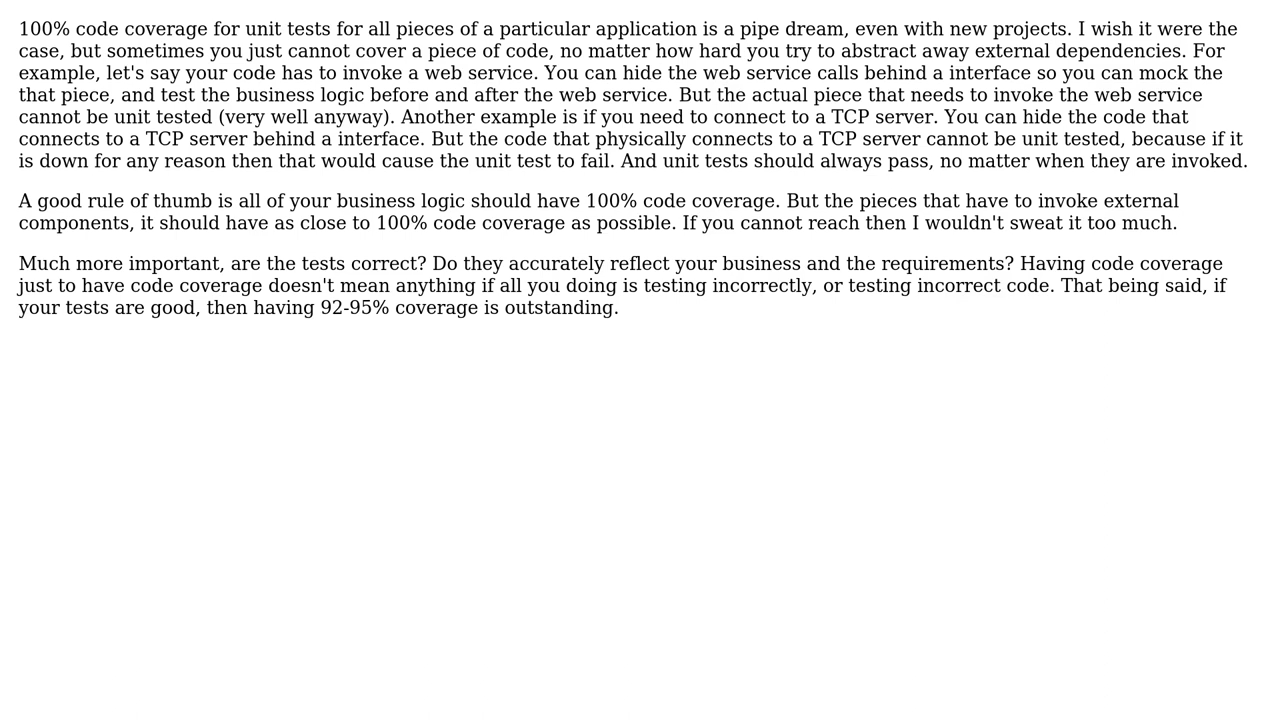 100% code coverage for unit tests for all pieces of a particular application is a pipe dream, even with new projects. I wish it were the
case, but sometimes you just cannot cover a piece of code, no matter how hard you try to abstract away external dependencies. For
example, let's say your code has to invoke a web service. You can hide the web service calls behind a interface so you can mock the
that piece, and test the business logic before and after the web service. But the actual piece that needs to invoke the web service
cannot be unit tested (very well anyway). Another example is if you need to connect to a TCP server. You can hide the code that
connects to a TCP server behind a interface. But the code that physically connects to a TCP server cannot be unit tested, because if it
is down for any reason then that would cause the unit test to fail. And unit tests should always pass, no matter when they are invoked.
A good rule of thumb is all of your business logic should have 100% code coverage. But the pieces that have to invoke external
components, it should have as close to 100% code coverage as possible. If you cannot reach then I wouldn't sweat it too much.
Much more important, are the tests correct? Do they accurately reflect your business and the requirements? Having code coverage
just to have code coverage doesn't mean anything if all you doing is testing incorrectly, or testing incorrect code. That being said, if
your tests are good, then having 92-95% coverage is outstanding.